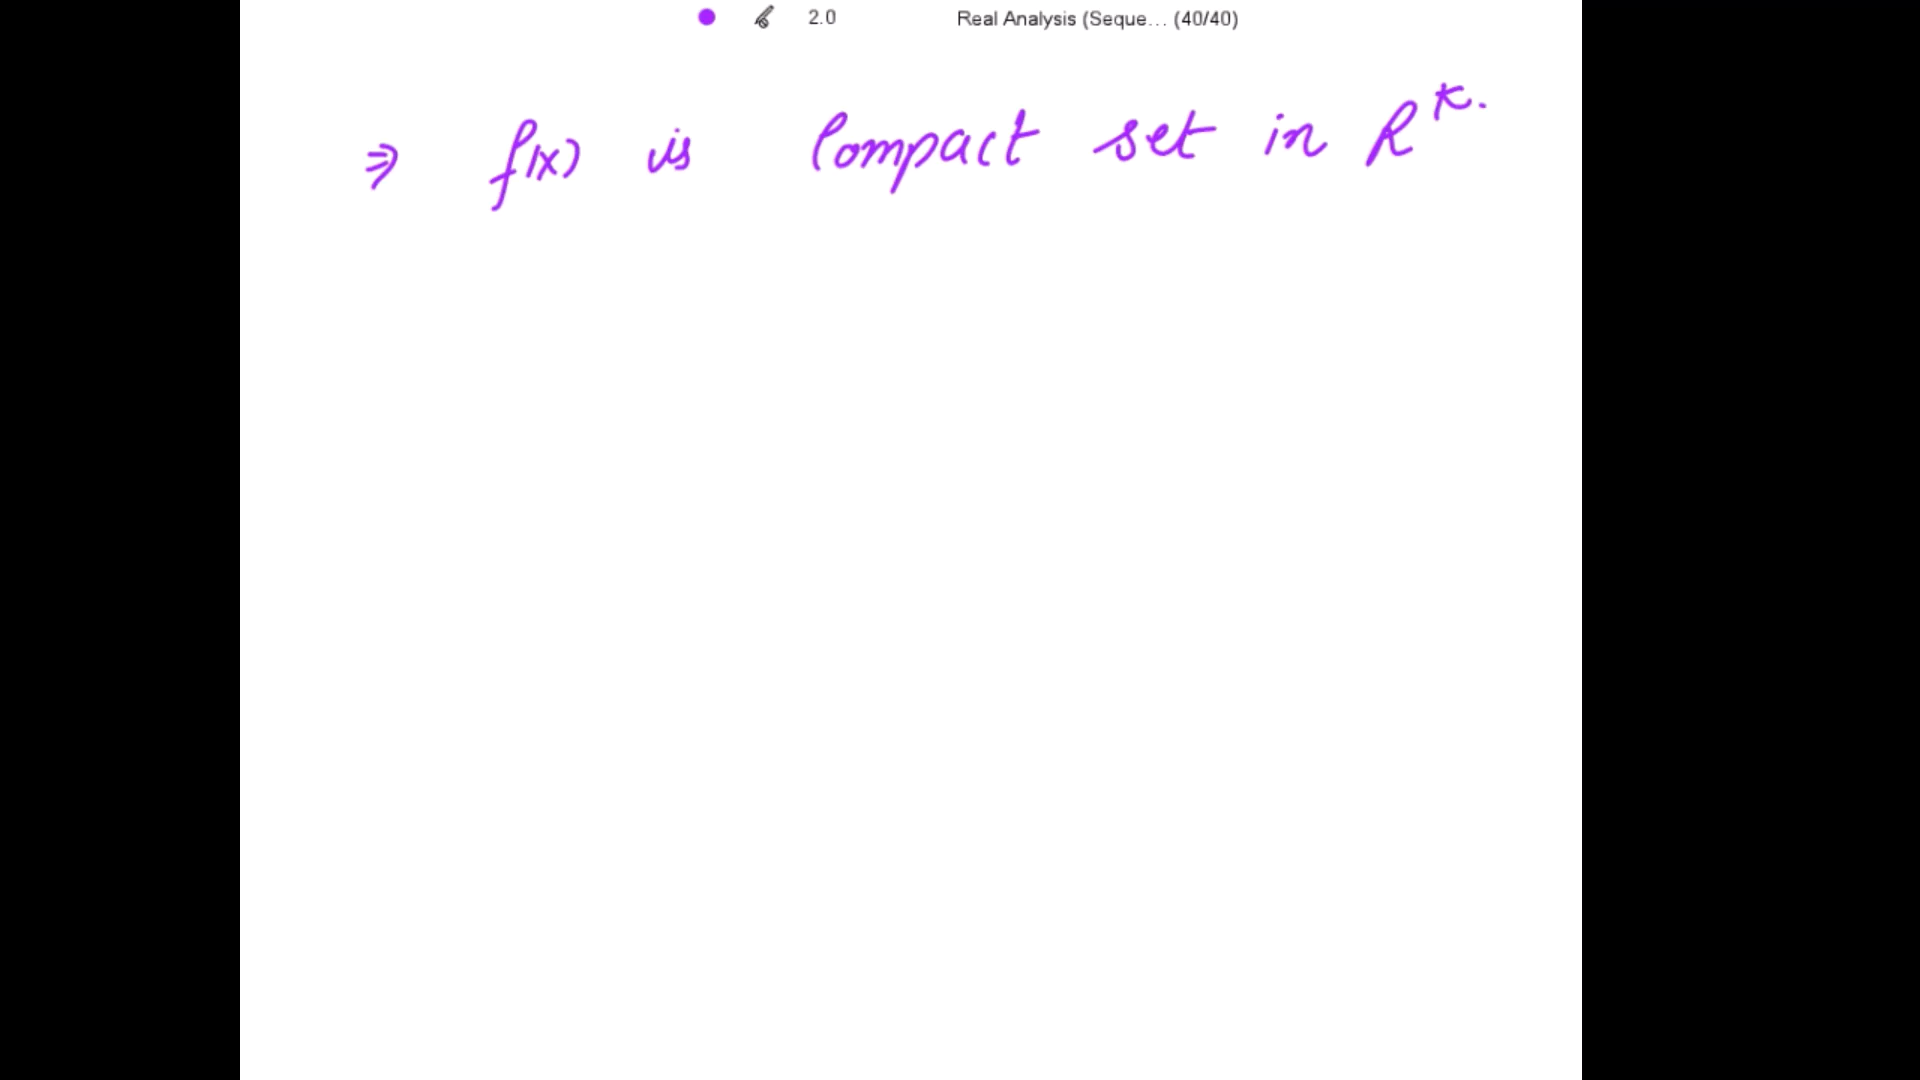 2.0 Real Analysis (Seque... (40/40)
⇒ f(x) is Compact set in R^k.